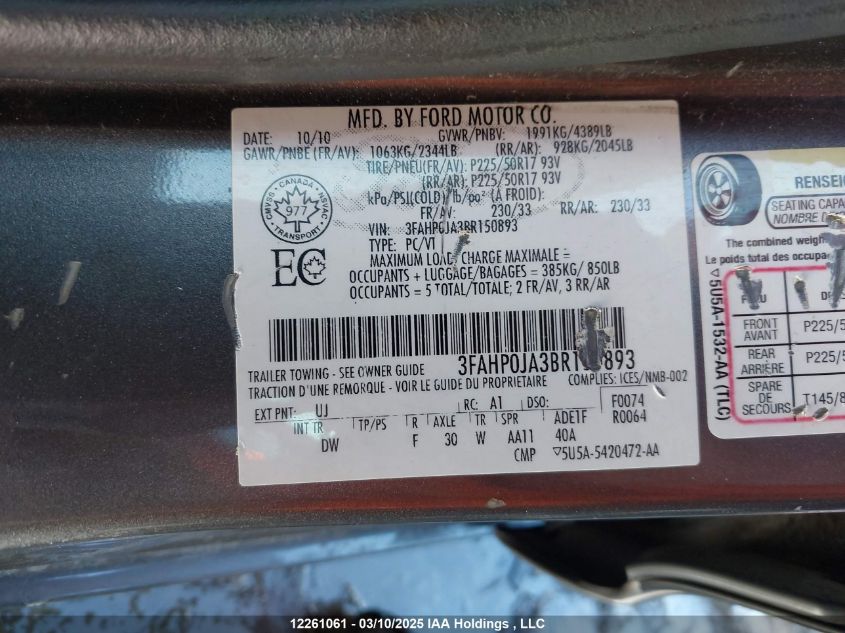 MFD. BY FORD MOTOR CO.
DATE: 10/10 GVWR/PNBV: 1991KG/4389LB
GAWR/PNBE (FR/AV): 1063KG/2344LB (RR/AR): 928KG/2045LB
TIRE/PNEU(FR/AV): P225/50R17 93V
(RR/AR): P225/50R17 93V
kPa/PSI(COLD)/lb/po² (À FROID):
FR/AV: 230/33 RR/AR: 230/33
VIN: 3FAHP0JA3BR150893
TYPE: PC/VT
MAXIMUM LOAD/CHARGE MAXIMALE =
OCCUPANTS + LUGGAGE/BAGAGES = 385KG/ 850LB
OCCUPANTS = 5 TOTAL/TOTALE; 2 FR/AV, 3 RR/AR
CANADA
CMVSS NSVAC
977
TRANSPORT
EC
3FAHP0JA3BR1 0893
TRAILER TOWING - SEE OWNER GUIDE
TRACTION D'UNE REMORQUE - VOIR LE GUIDE DU PROPRIETAIRE
COMPLIES: ICES/NMB-002
EXT PNT: UJ RC: A1 DSO: F0074
R0064
INT TR TP/PS R AXLE TR SPR ADE1F
DW F 30 W AA11 40A
CMP ▽5U5A-5420472-AA
RENSEI
SEATING CAPA
NOMBRE D
The combined weigh
Le poids total des occupa
▽5U5A-1532-AA (TLC)
FRONT
AVANT
P225/5
REAR
ARRIÈRE
P225/5
SPARE
DE
SECOURS
T145/8
12261061 - 03/10/2025 IAA Holdings , LLC